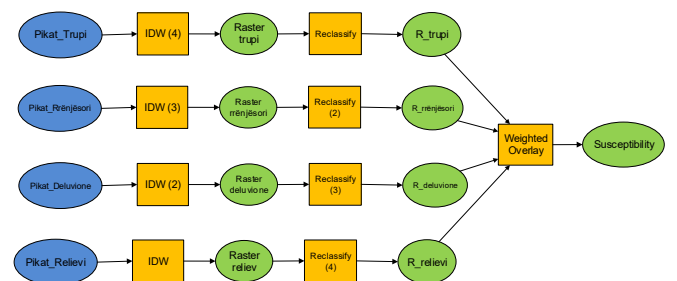 Pikat_Trupi
IDW (4)
Raster
trupi
Reclassify
R_trupi
Pikat_Rrënjësori
IDW (3)
Raster
rrënjësori
Reclassify
(2)
R_rrënjësori
Weighted
Overlay
Susceptibility
Pikat_Deluvione
IDW (2)
Raster
deluvione
Reclassify
(3)
R_deluvione
Pikat_Relievi
IDW
Raster
reliev
Reclassify
(4)
R_relievi